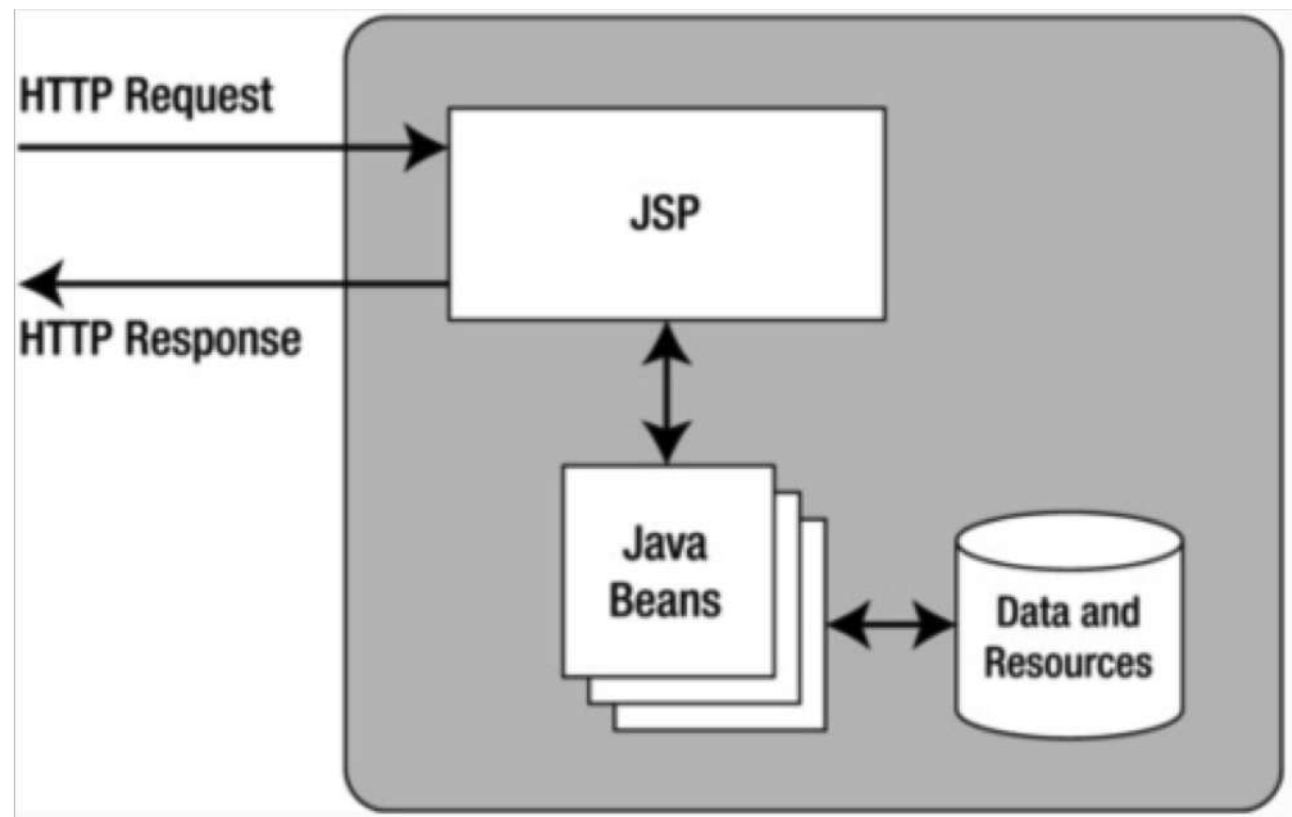 HTTP Request
JSP
HTTP Response
Java
Beans
Data and
Resources